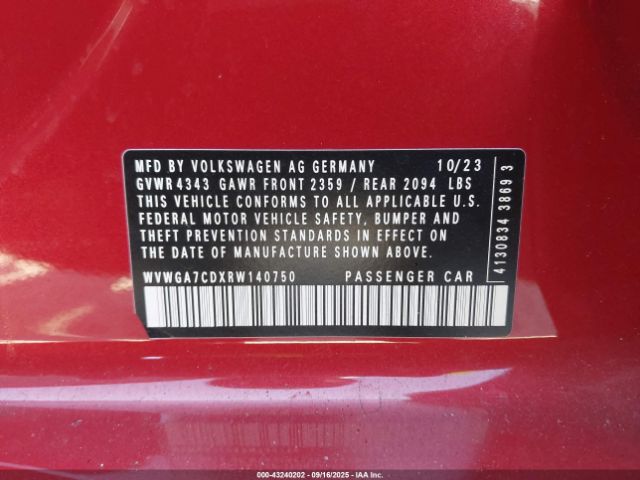 MFD BY VOLKSWAGEN AG GERMANY 10/23
GVWR 4343 GAWR FRONT 2359 / REAR 2094 LBS
THIS VEHICLE CONFORMS TO ALL APPLICABLE U.S.
FEDERAL MOTOR VEHICLE SAFETY, BUMPER AND
THEFT PREVENTION STANDARDS IN EFFECT ON
THE DATE OF MANUFACTURE SHOWN ABOVE.
WVWGA7CDXRW140750 PASSENGER CAR
4130834 3869 3
000-43240202 09/16/2025 Copyright © IAA, LLC